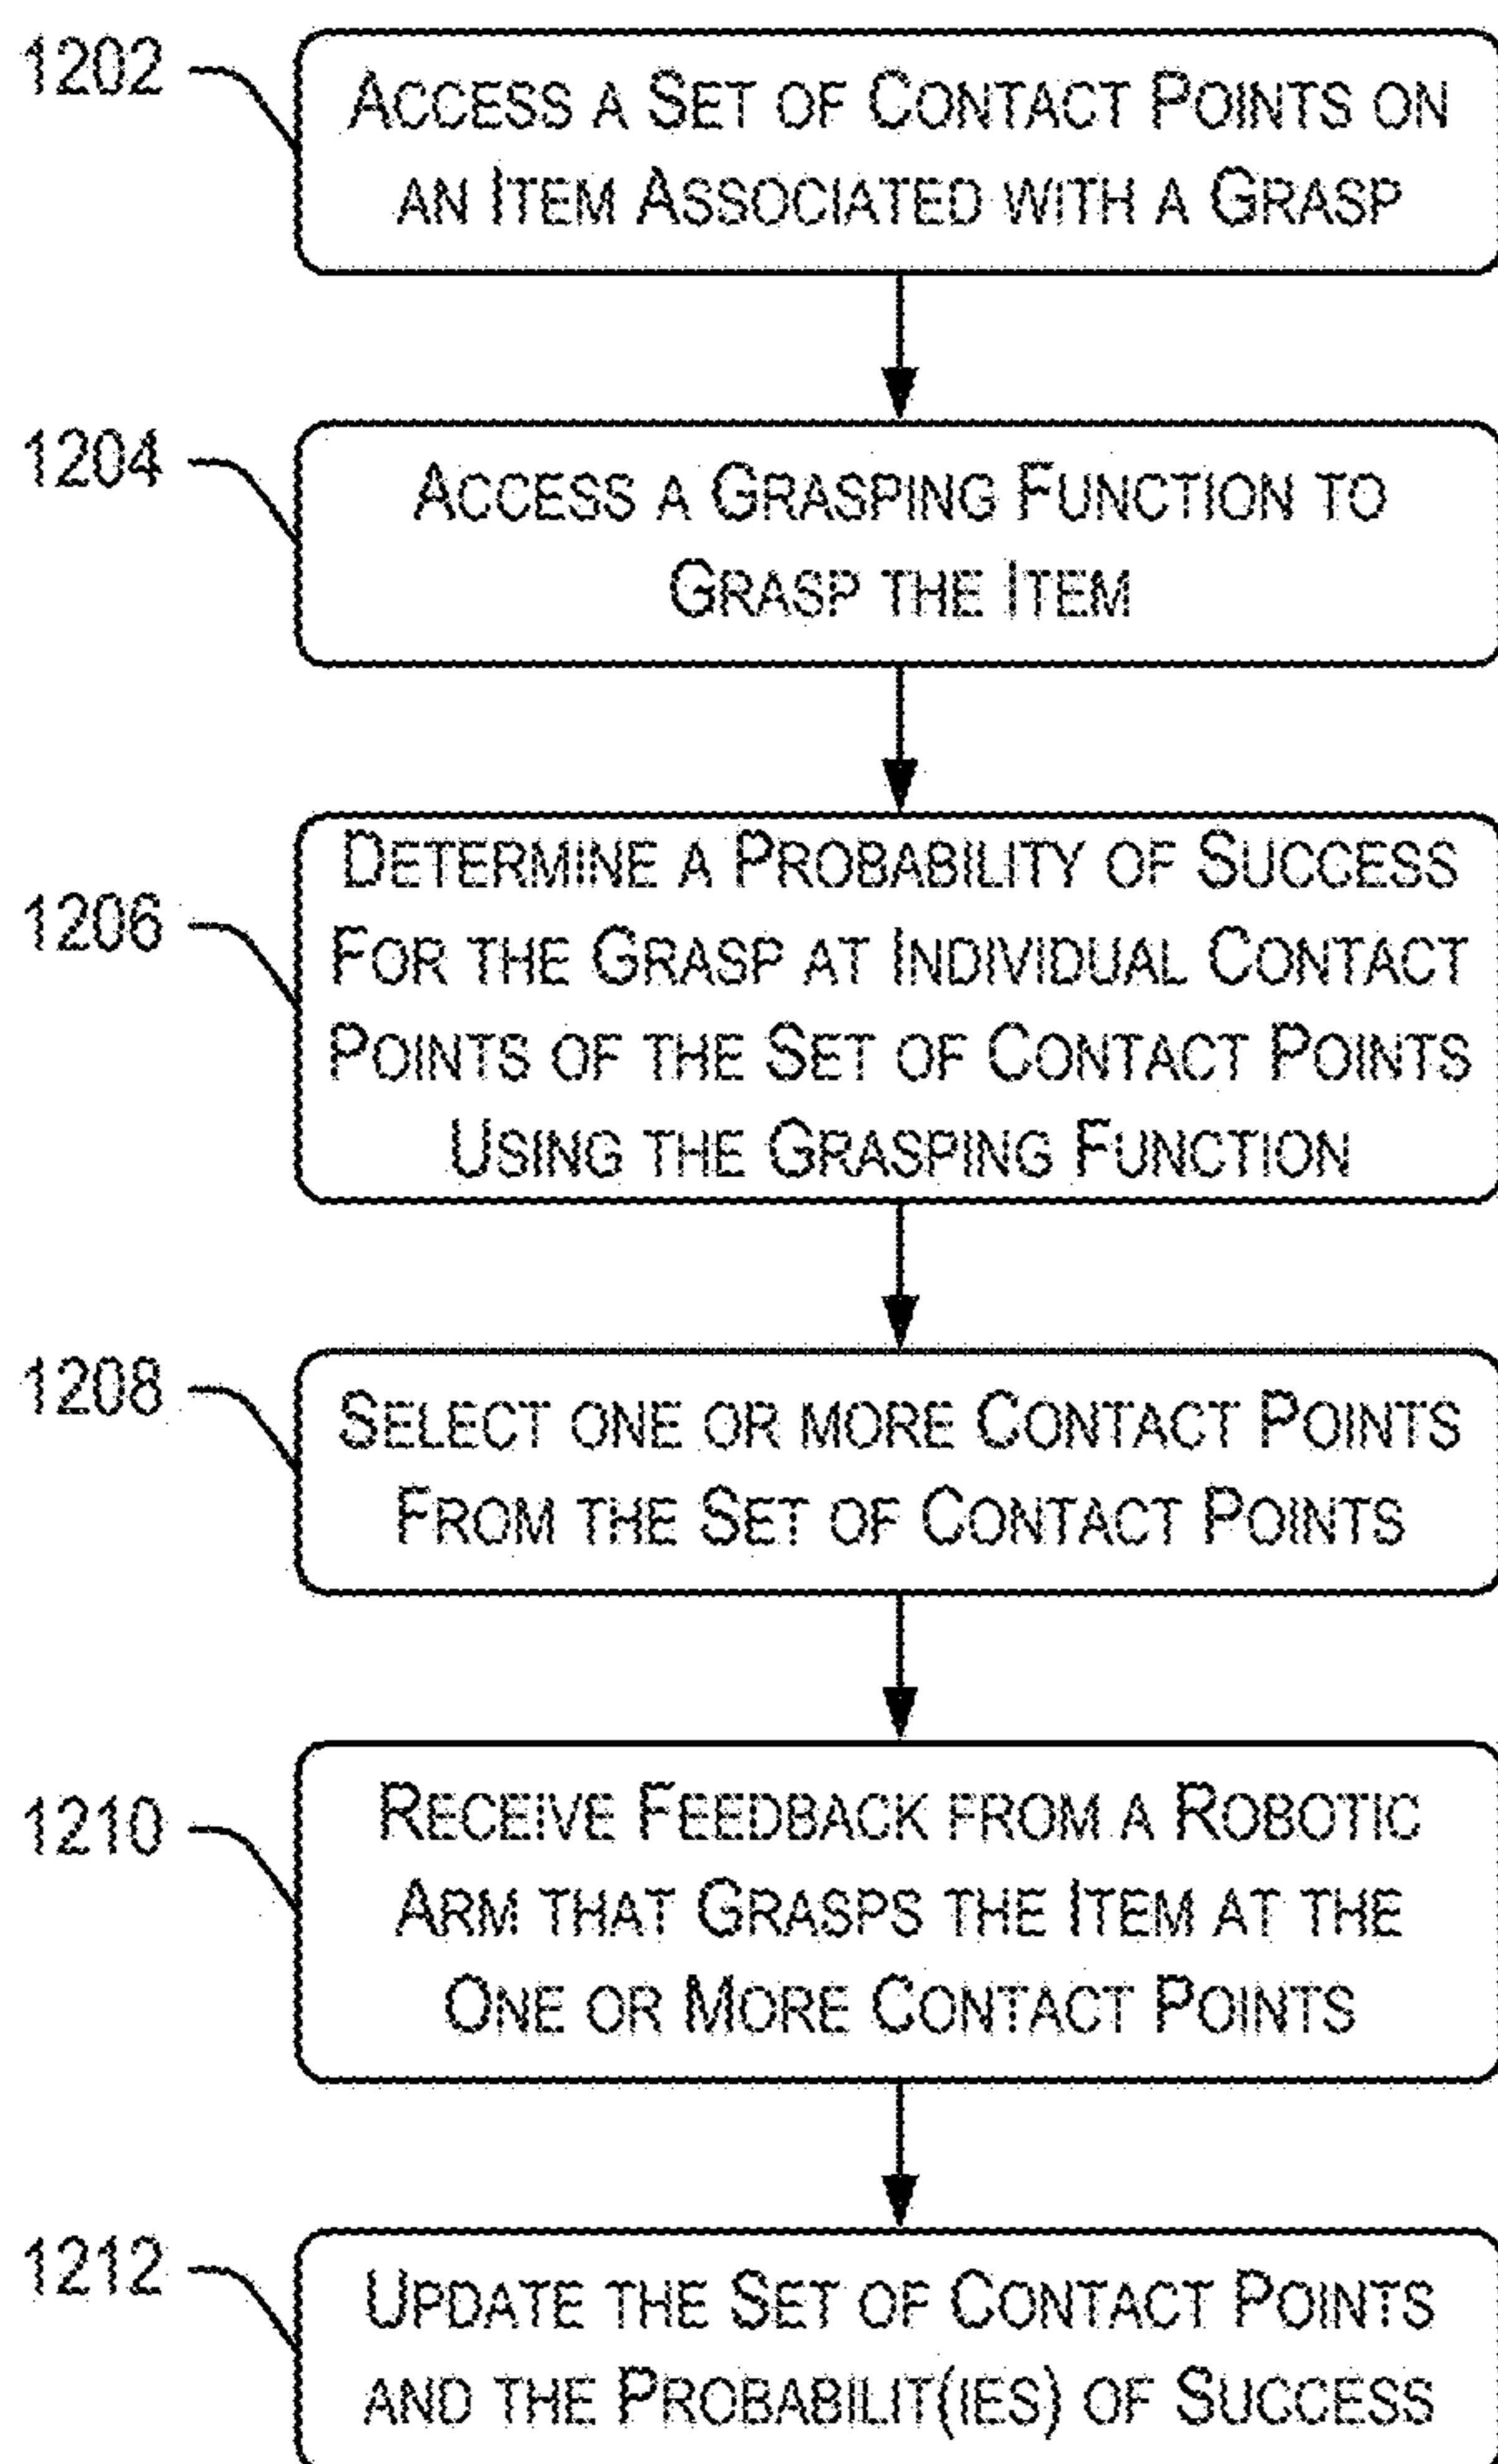 1202
ACCESS A SET OF CONTACT POINTS ON
AN ITEM ASSOCIATED WITH A GRASP
1204
ACCESS A GRASPING FUNCTION TO
GRASP THE ITEM
1206
DETERMINE A PROBABILITY OF SUCCESS
FOR THE GRASP AT INDIVIDUAL CONTACT
POINTS OF THE SET OF CONTACT POINTS
USING THE GRASPING FUNCTION
1208
SELECT ONE OR MORE CONTACT POINTS
FROM THE SET OF CONTACT POINTS
1210
RECEIVE FEEDBACK FROM A ROBOTIC
ARM THAT GRASPS THE ITEM AT THE
ONE OR MORE CONTACT POINTS
1212
UPDATE THE SET OF CONTACT POINTS
AND THE PROBABILIT(IES) OF SUCCESS